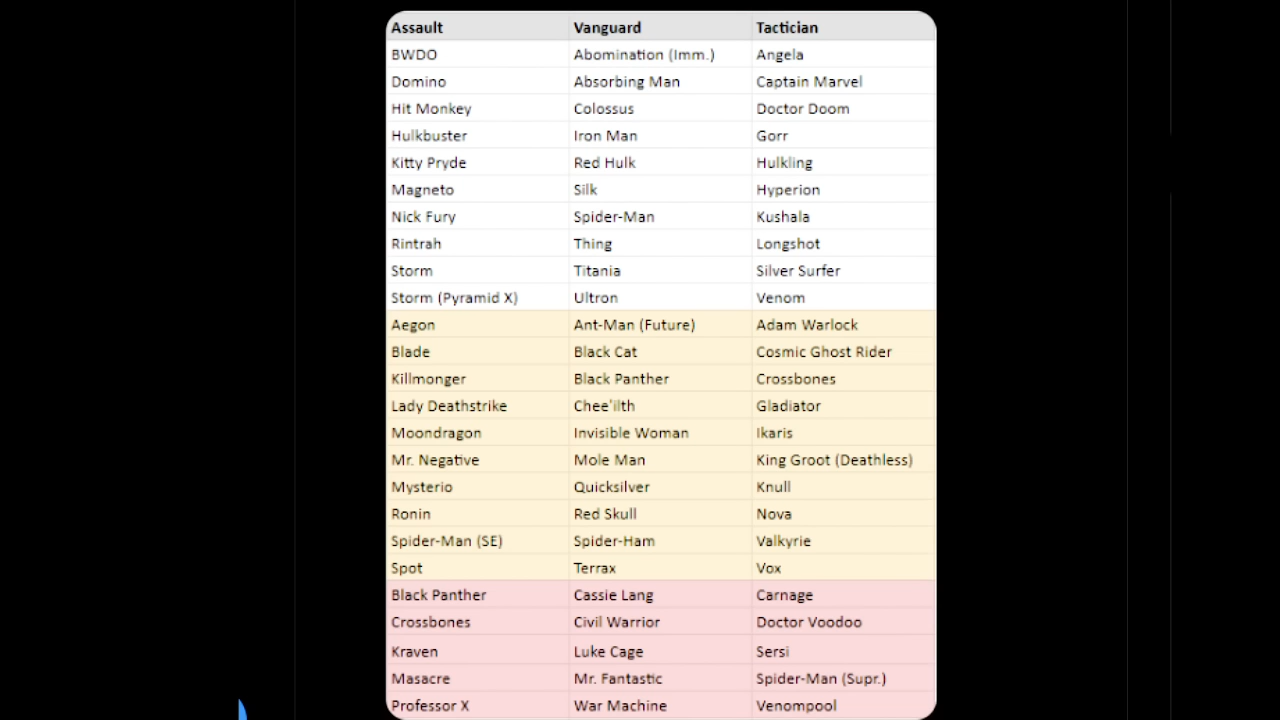 Assault Vanguard Tactician
BWDO Abomination (Imm.) Angela
Domino Absorbing Man Captain Marvel
Hit Monkey Colossus Doctor Doom
Hulkbuster Iron Man Gorr
Kitty Pryde Red Hulk Hulkling
Magneto Silk Hyperion
Nick Fury Spider-Man Kushala
Rintrah Thing Longshot
Storm Titania Silver Surfer
Storm (Pyramid X) Ultron Venom
Aegon Ant-Man (Future) Adam Warlock
Blade Black Cat Cosmic Ghost Rider
Killmonger Black Panther Crossbones
Lady Deathstrike Chee'ilth Gladiator
Moondragon Invisible Woman Ikaris
Mr. Negative Mole Man King Groot (Deathless)
Mysterio Quicksilver Knull
Ronin Red Skull Nova
Spider-Man (SE) Spider-Ham Valkyrie
Spot Terrax Vox
Black Panther Cassie Lang Carnage
Crossbones Civil Warrior Doctor Voodoo
Kraven Luke Cage Sersi
Masacre Mr. Fantastic Spider-Man (Supr.)
Professor X War Machine Venompool